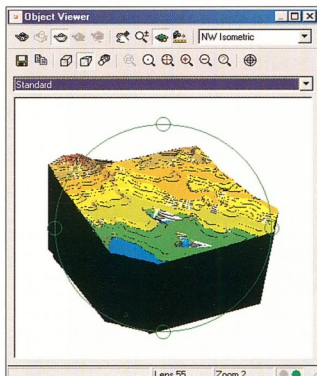 Object Viewer
NW Isometric
Standard
Lens 55
Zoom 2